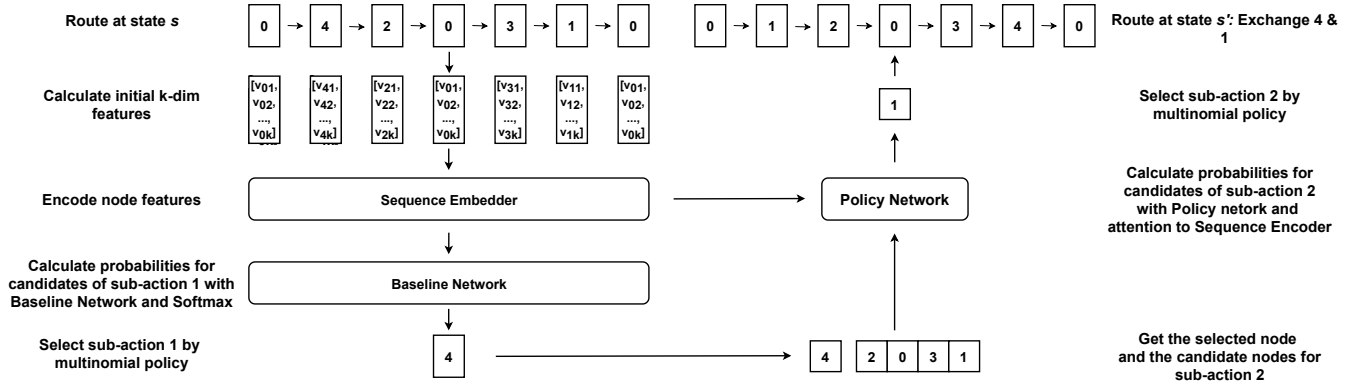 Route at state s
0 4 2 0 3 1 0
0 1 2 0 3 4 0
Route at state s': Exchange 4 &
1
Calculate initial k-dim
features
[v01, [v41, [v21, [v01, [v31, [v11, [v01,
v02, v42, v22, v02, v32, v12, v02,
..., ..., ..., ..., ..., ..., ...,
v0k] v4k] v2k] v0k] v3k] v1k] v0k]
1
Select sub-action 2 by
multinomial policy
Encode node features
Sequence Embedder
Policy Network
Calculate probabilities for
candidates of sub-action 2
with Policy netork and
attention to Sequence Encoder
Calculate probabilities for
candidates of sub-action 1 with
Baseline Network and Softmax
Baseline Network
Select sub-action 1 by
multinomial policy
4
4 2 0 3 1
Get the selected node
and the candidate nodes for
sub-action 2